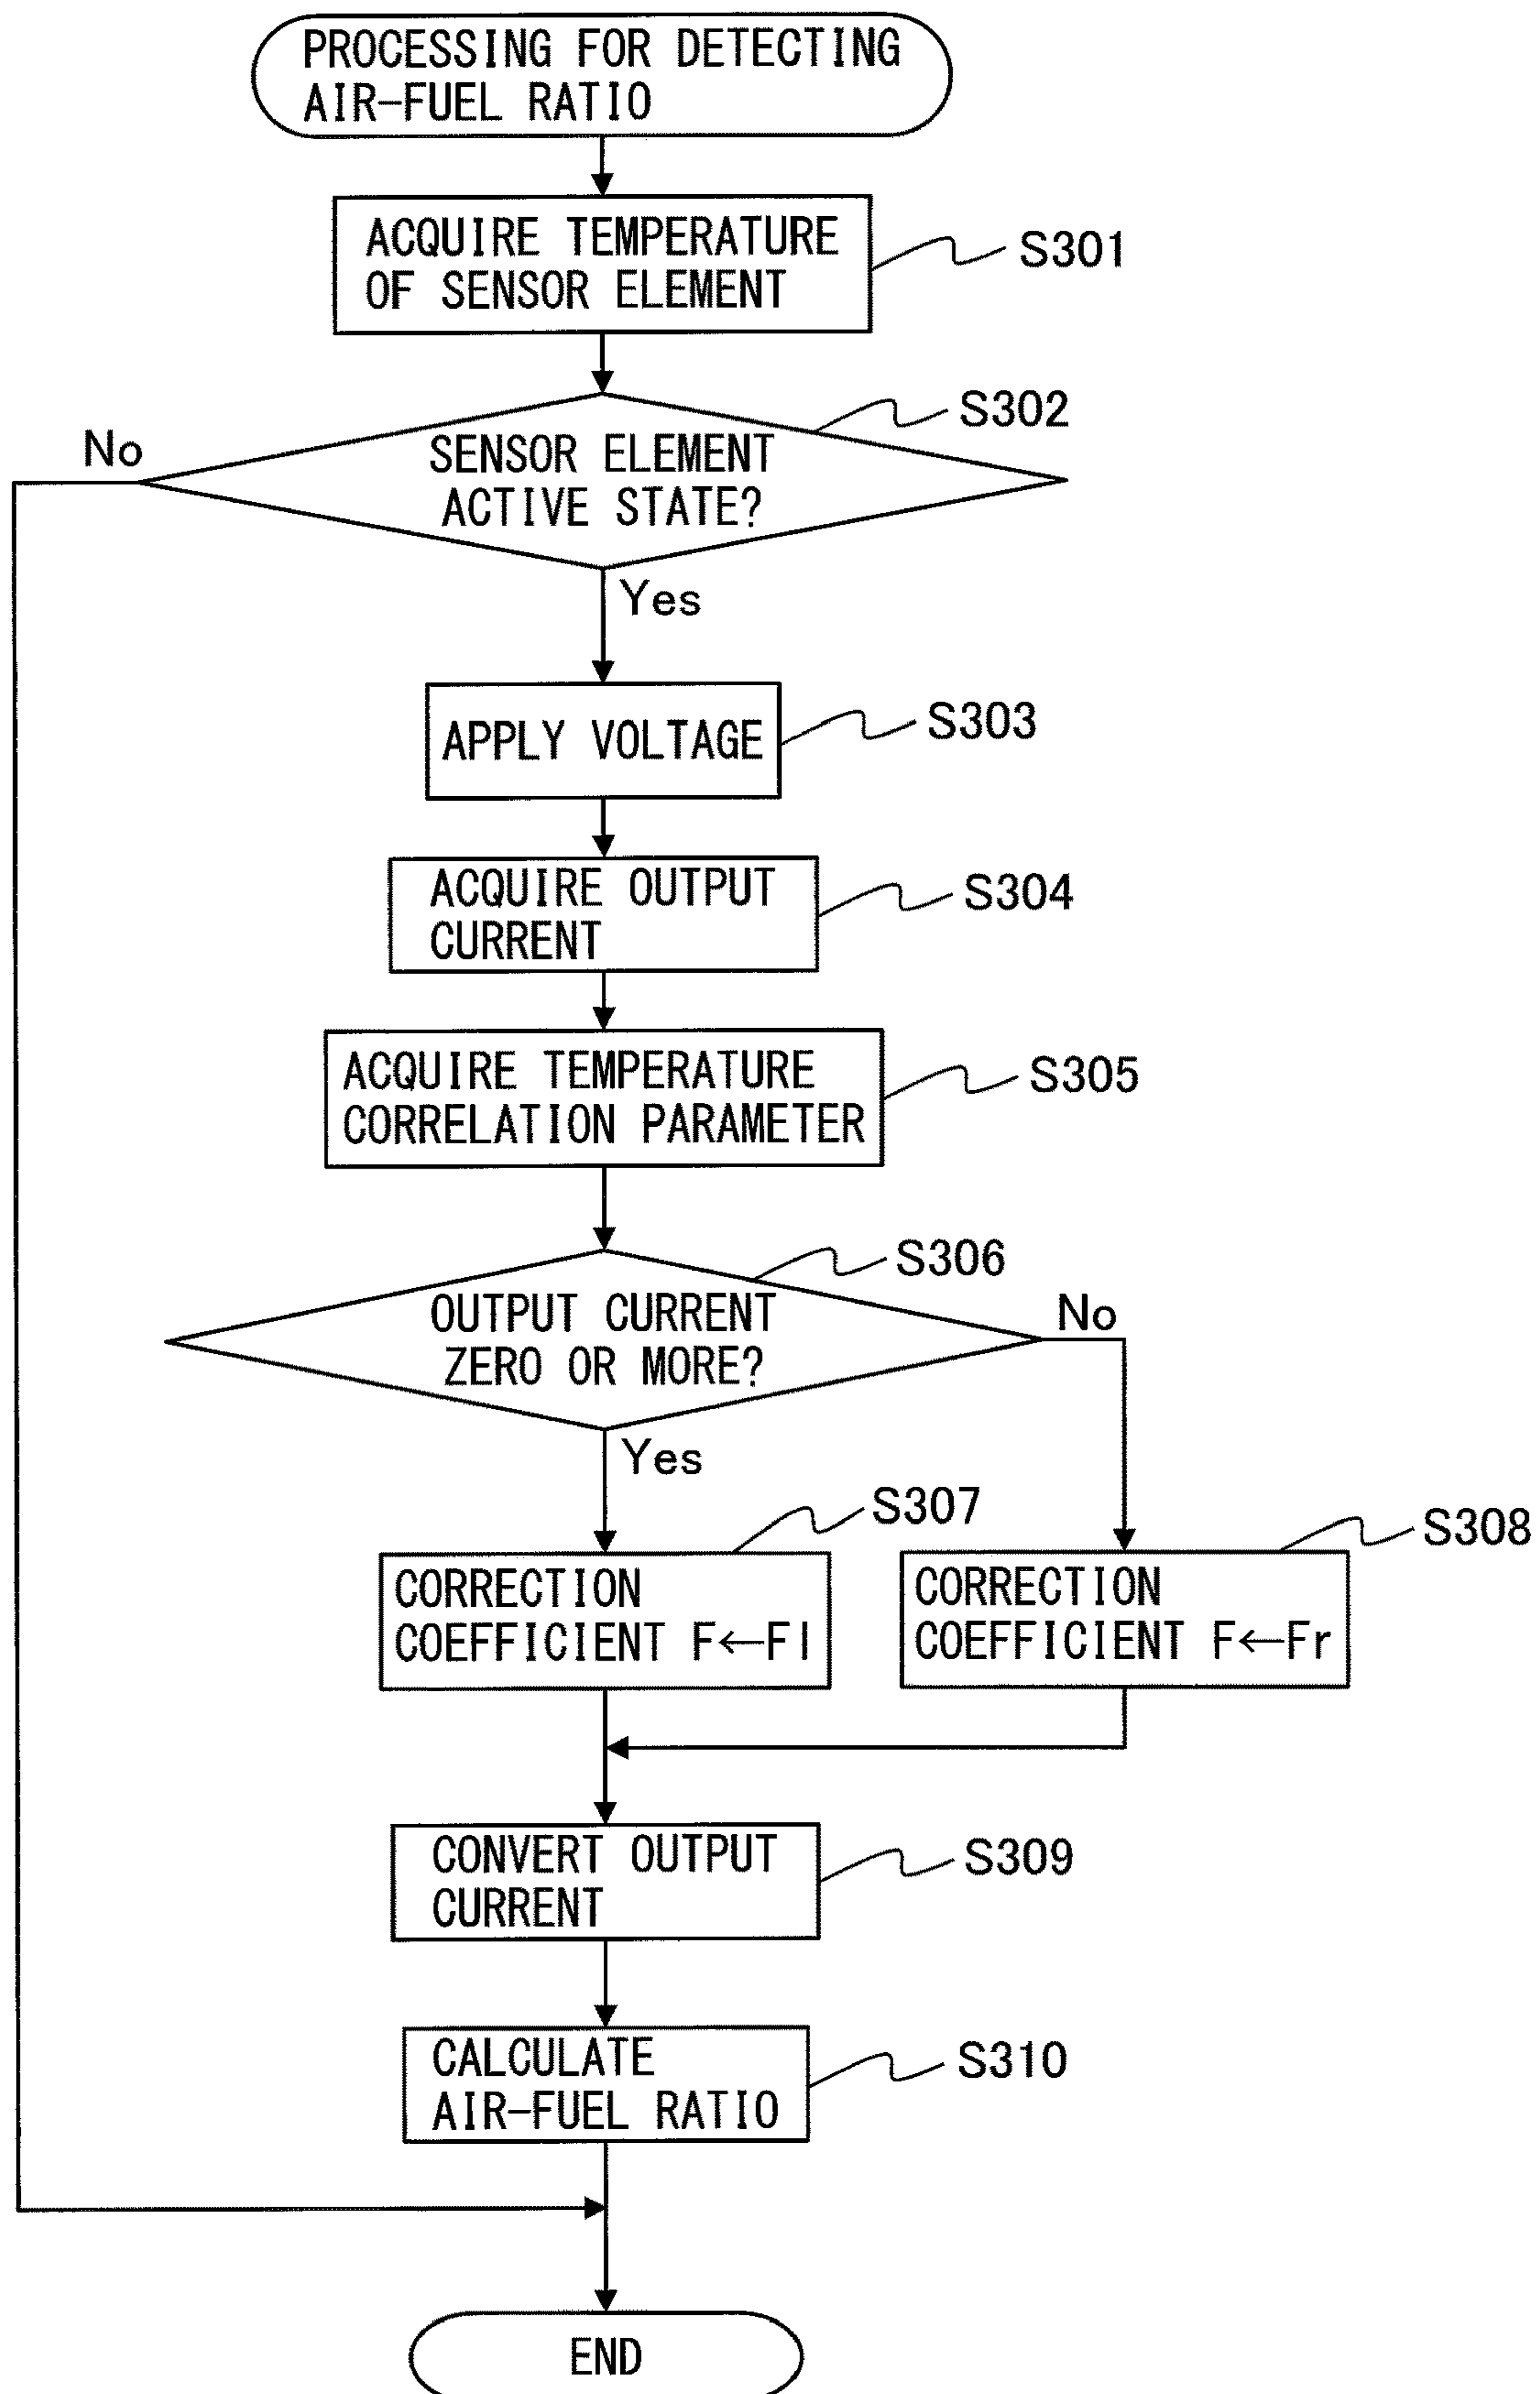 PROCESSING FOR DETECTING
AIR-FUEL RATIO
ACQUIRE TEMPERATURE
OF SENSOR ELEMENT
S301
S302
No
SENSOR ELEMENT
ACTIVE STATE?
Yes
APPLY VOLTAGE
S303
ACQUIRE OUTPUT
CURRENT
S304
ACQUIRE TEMPERATURE
CORRELATION PARAMETER
S305
S306
OUTPUT CURRENT
ZERO OR MORE?
No
Yes
S307
CORRECTION
COEFFICIENT F←Fl
S308
CORRECTION
COEFFICIENT F←Fr
CONVERT OUTPUT
CURRENT
S309
CALCULATE
AIR-FUEL RATIO
S310
END